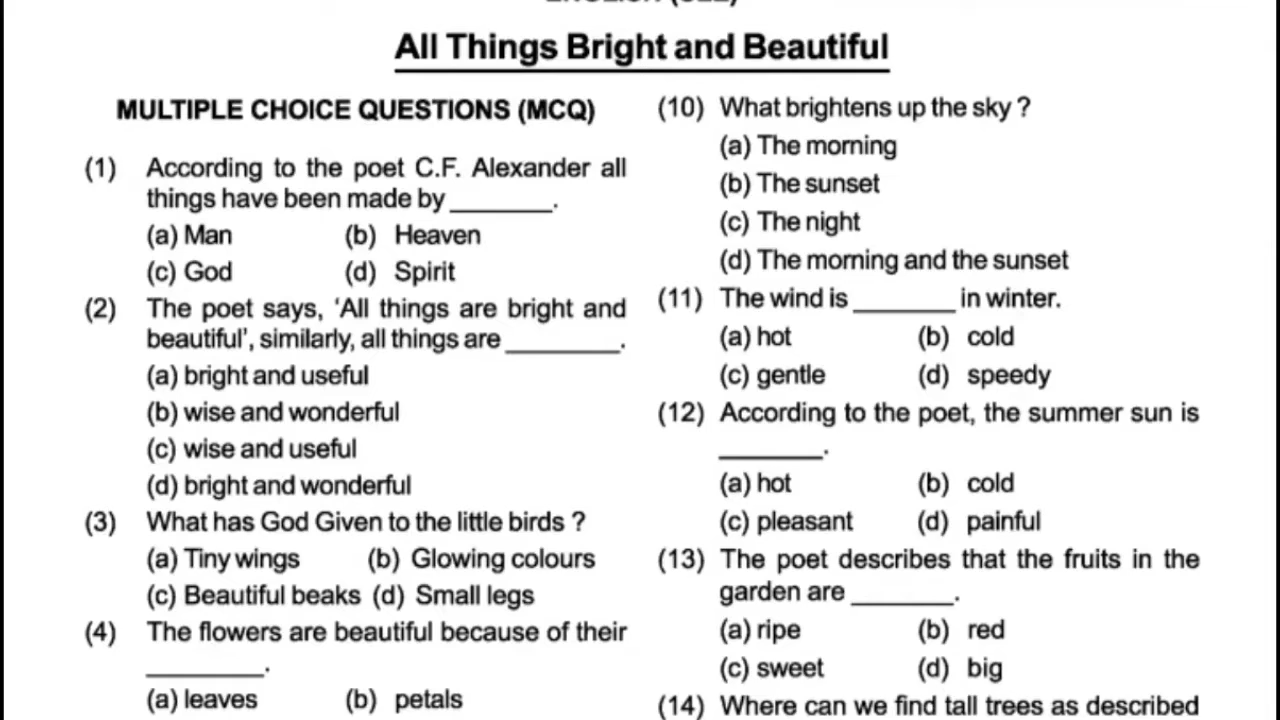 All Things Bright and Beautiful
MULTIPLE CHOICE QUESTIONS (MCQ)
(1) According to the poet C.F. Alexander all
things have been made by ________.
(a) Man (b) Heaven
(c) God (d) Spirit
(2) The poet says, 'All things are bright and
beautiful', similarly, all things are _________.
(a) bright and useful
(b) wise and wonderful
(c) wise and useful
(d) bright and wonderful
(3) What has God Given to the little birds ?
(a) Tiny wings (b) Glowing colours
(c) Beautiful beaks (d) Small legs
(4) The flowers are beautiful because of their
_________.
(a) leaves (b) petals
(10) What brightens up the sky ?
(a) The morning
(b) The sunset
(c) The night
(d) The morning and the sunset
(11) The wind is ________ in winter.
(a) hot (b) cold
(c) gentle (d) speedy
(12) According to the poet, the summer sun is
________.
(a) hot (b) cold
(c) pleasant (d) painful
(13) The poet describes that the fruits in the
garden are ________.
(a) ripe (b) red
(c) sweet (d) big
(14) Where can we find tall trees as described